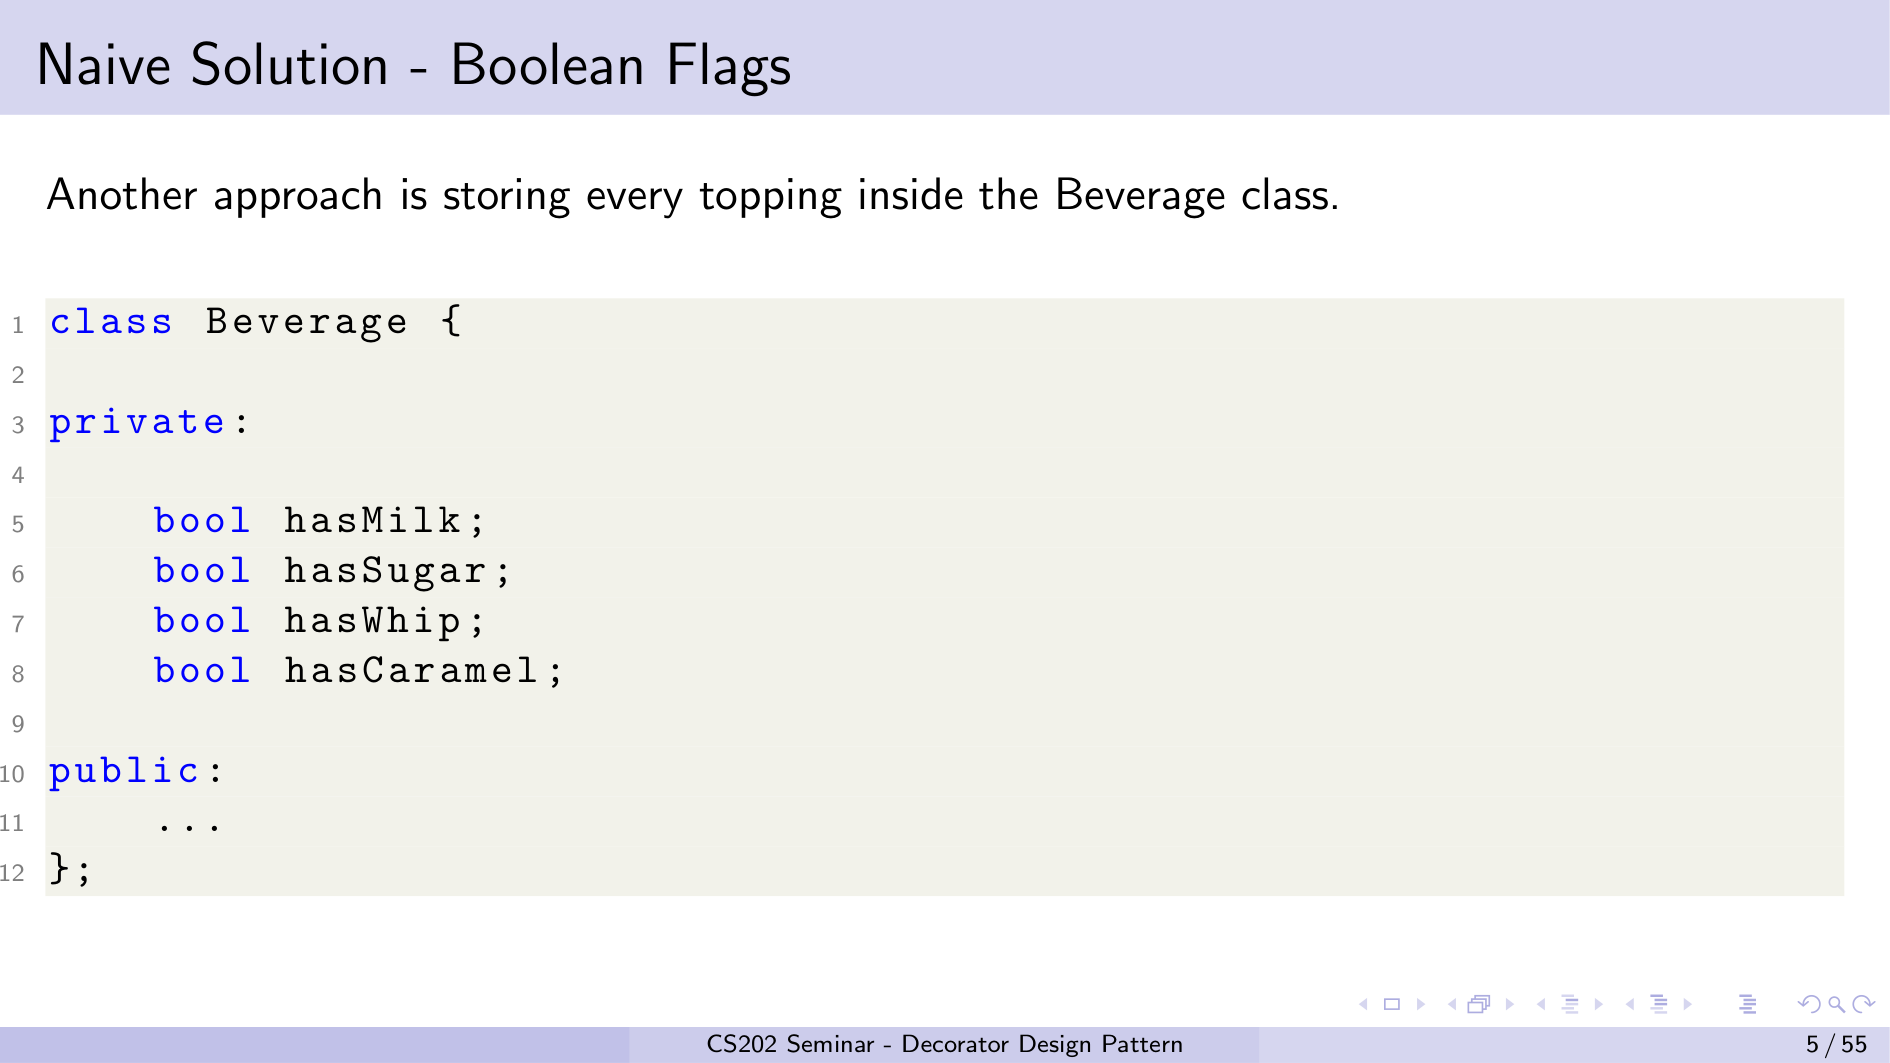 Naive Solution - Boolean Flags
Another approach is storing every topping inside the Beverage class.
1 class Beverage {
2
3 private:
4
5 bool hasMilk;
6 bool hasSugar;
7 bool hasWhip;
8 bool hasCaramel;
9
10 public:
11 ...
12 };
CS202 Seminar - Decorator Design Pattern
5 / 55